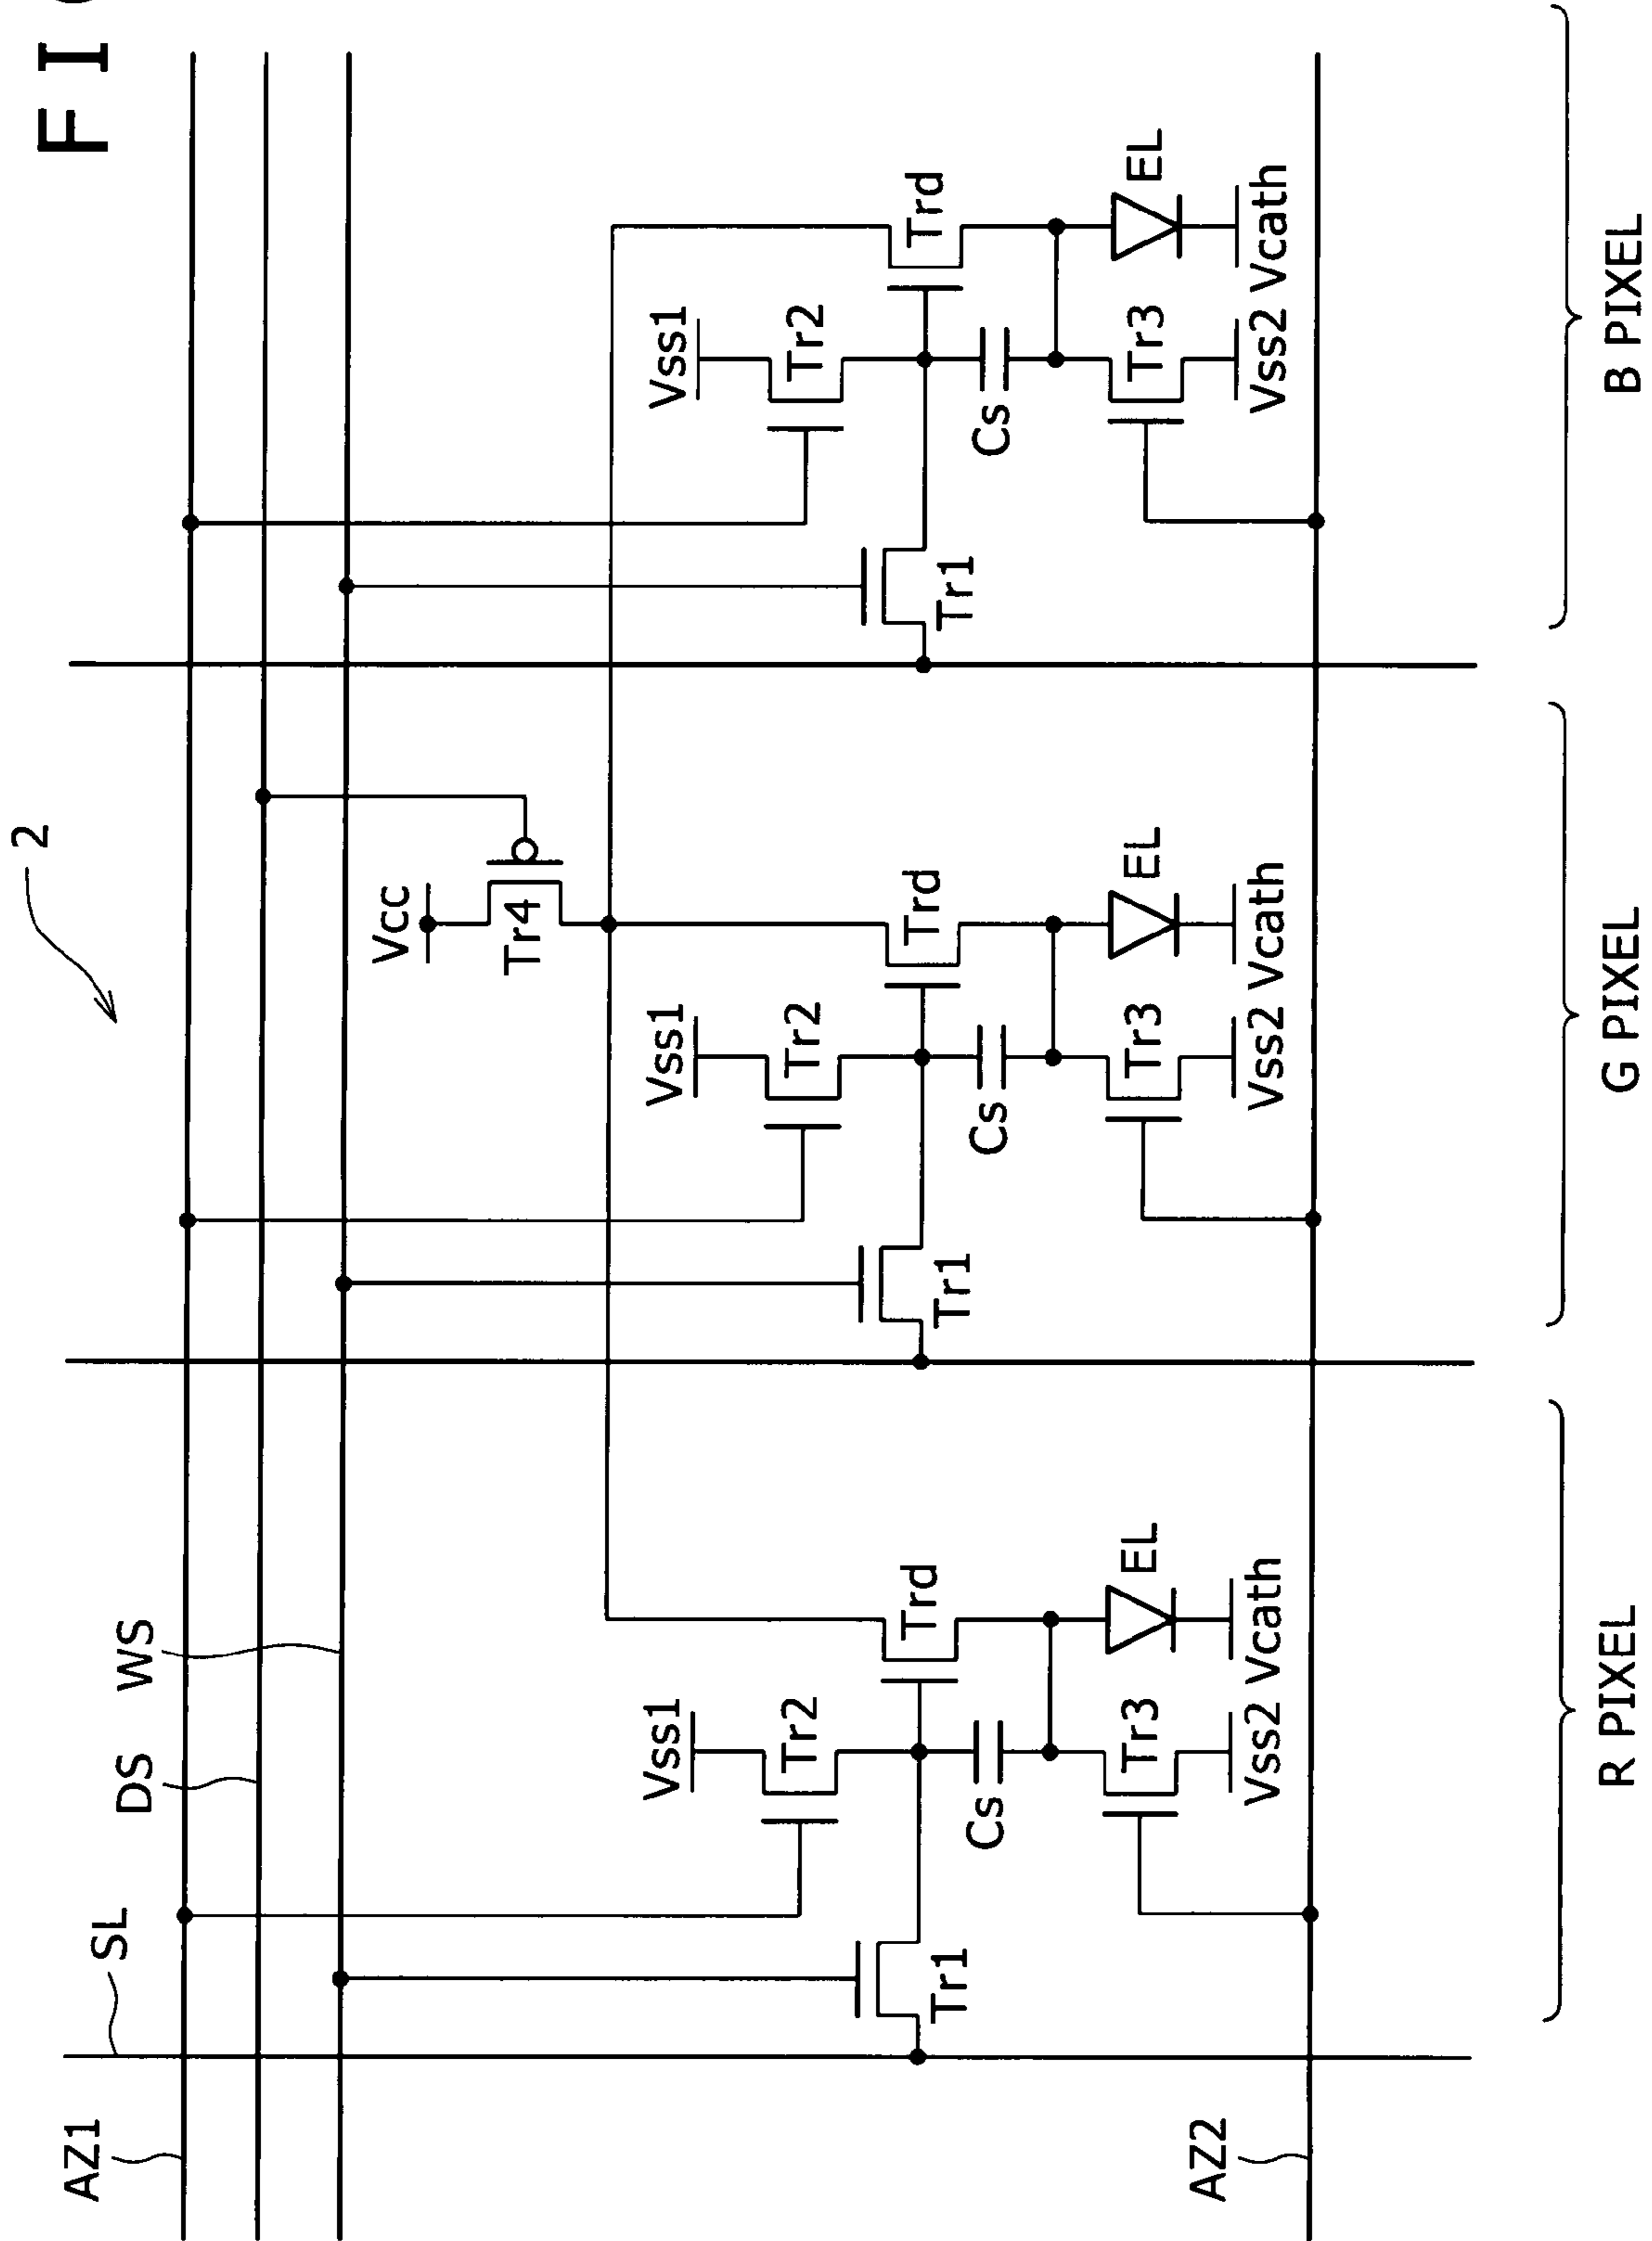 F I
2
AZ1
SL
DS
WS
Vcc
Tr4
Vss1
Vss1
Vss1
Tr2
Tr2
Tr2
Trd
Trd
Trd
Tr1
Tr1
Tr1
Cs
Cs
Cs
Tr3
EL
Tr3
EL
Tr3
EL
Vss2 Vcath
Vss2 Vcath
Vss2 Vcath
AZ2
R PIXEL
G PIXEL
B PIXEL